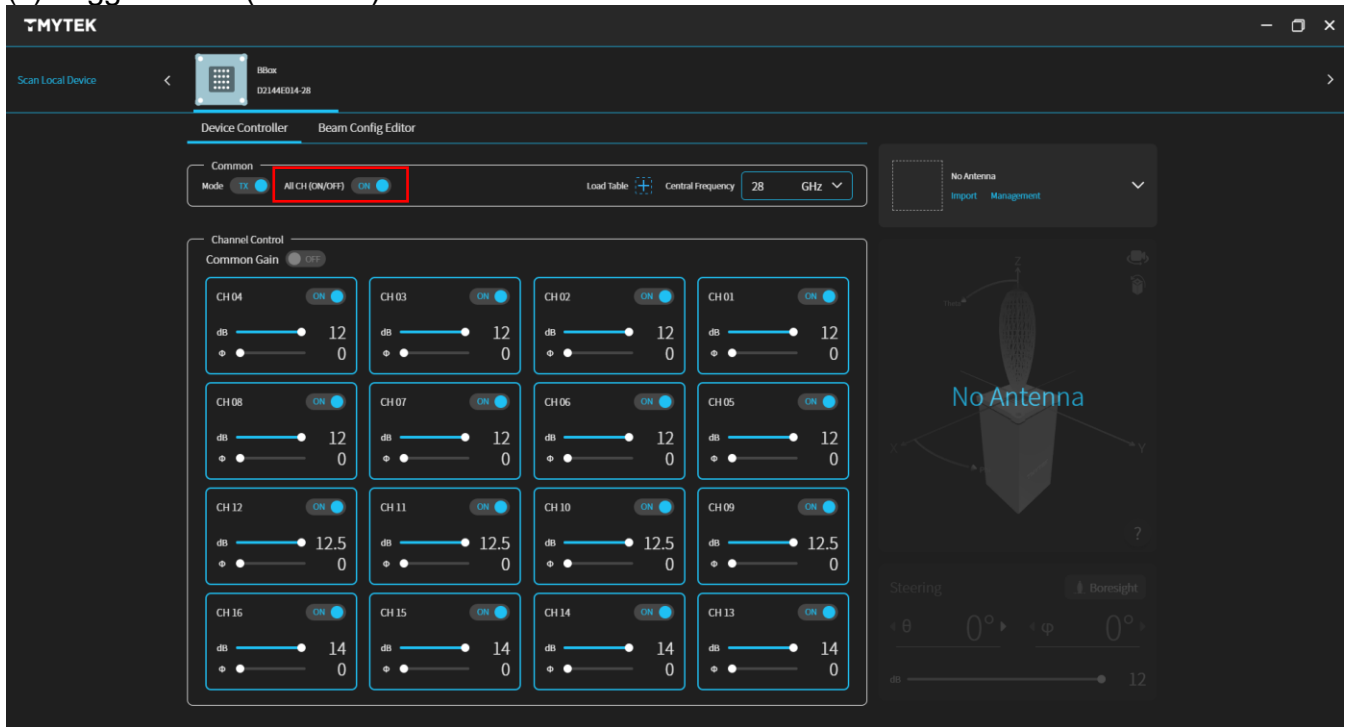 TMYTEK
Scan Local Device
BBox
D2144E014-28
Device Controller Beam Config Editor
Common
Mode TX All CH (ON/OFF) ON Load Table Central Frequency 28 GHz
No Antenna
Import Management
Channel Control
Common Gain OFF
CH 04 ON CH 03 ON CH 02 ON CH 01 ON
dB 12 dB 12 dB 12 dB 12
Φ 0 Φ 0 Φ 0 Φ 0
CH 08 ON CH 07 ON CH 06 ON CH 05 ON
dB 12 dB 12 dB 12 dB 12
Φ 0 Φ 0 Φ 0 Φ 0
CH 12 ON CH 11 ON CH 10 ON CH 09 ON
dB 12.5 dB 12.5 dB 12.5 dB 12.5
Φ 0 Φ 0 Φ 0 Φ 0
CH 16 ON CH 15 ON CH 14 ON CH 13 ON
dB 14 dB 14 dB 14 dB 14
Φ 0 Φ 0 Φ 0 Φ 0
Z
No Antenna
X Y
?
Steering Boresight
θ 0° φ 0°
dB 12